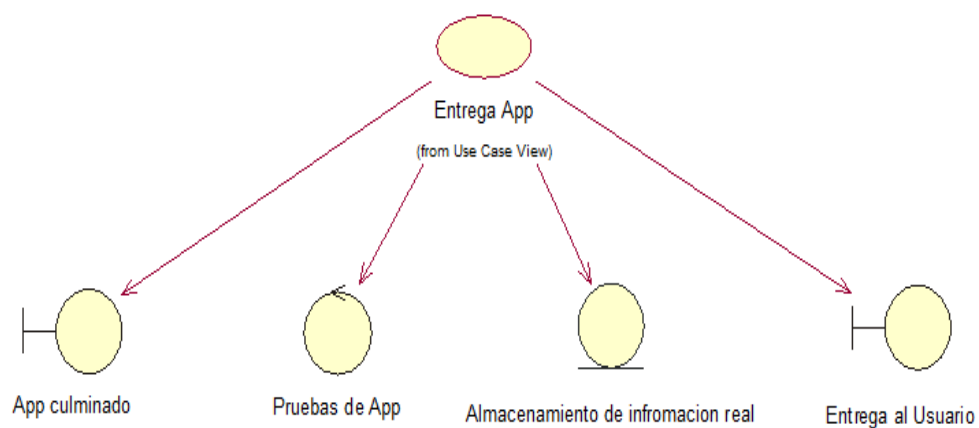 Entrega App
(from Use Case View)
App culminado
Pruebas de App
Almacenamiento de infromacion real
Entrega al Usuario